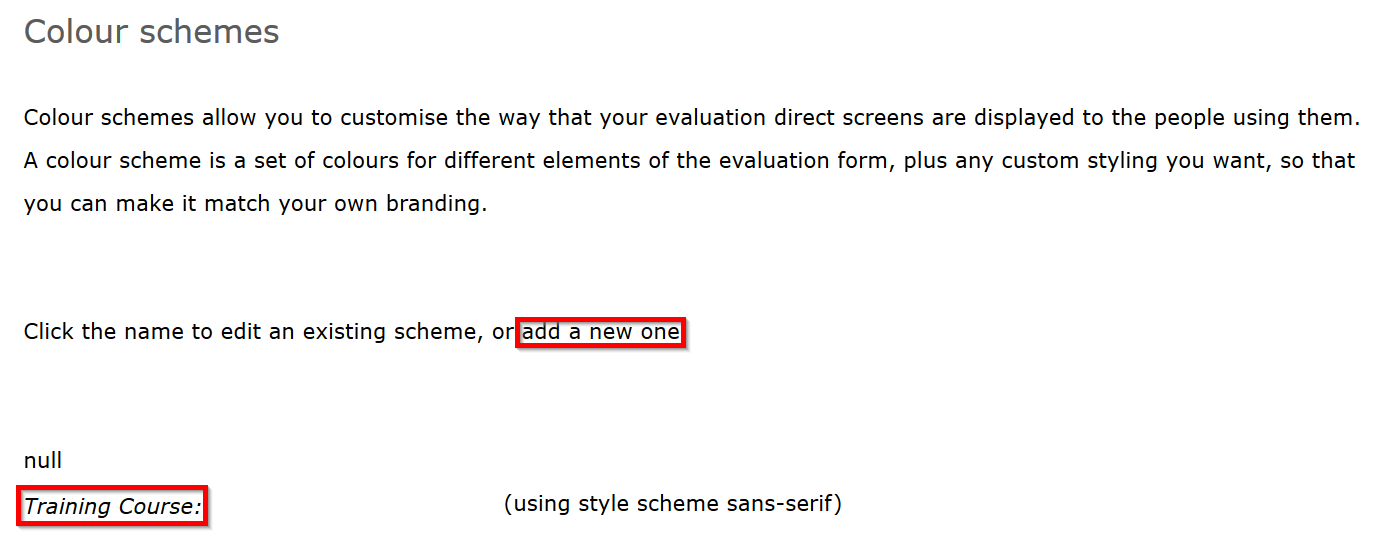 Colour schemes
Colour schemes allow you to customise the way that your evaluation direct screens are displayed to the people using them.
A colour scheme is a set of colours for different elements of the evaluation form, plus any custom styling you want, so that
you can make it match your own branding.
Click the name to edit an existing scheme, or add a new one
null
Training Course: (using style scheme sans-serif)